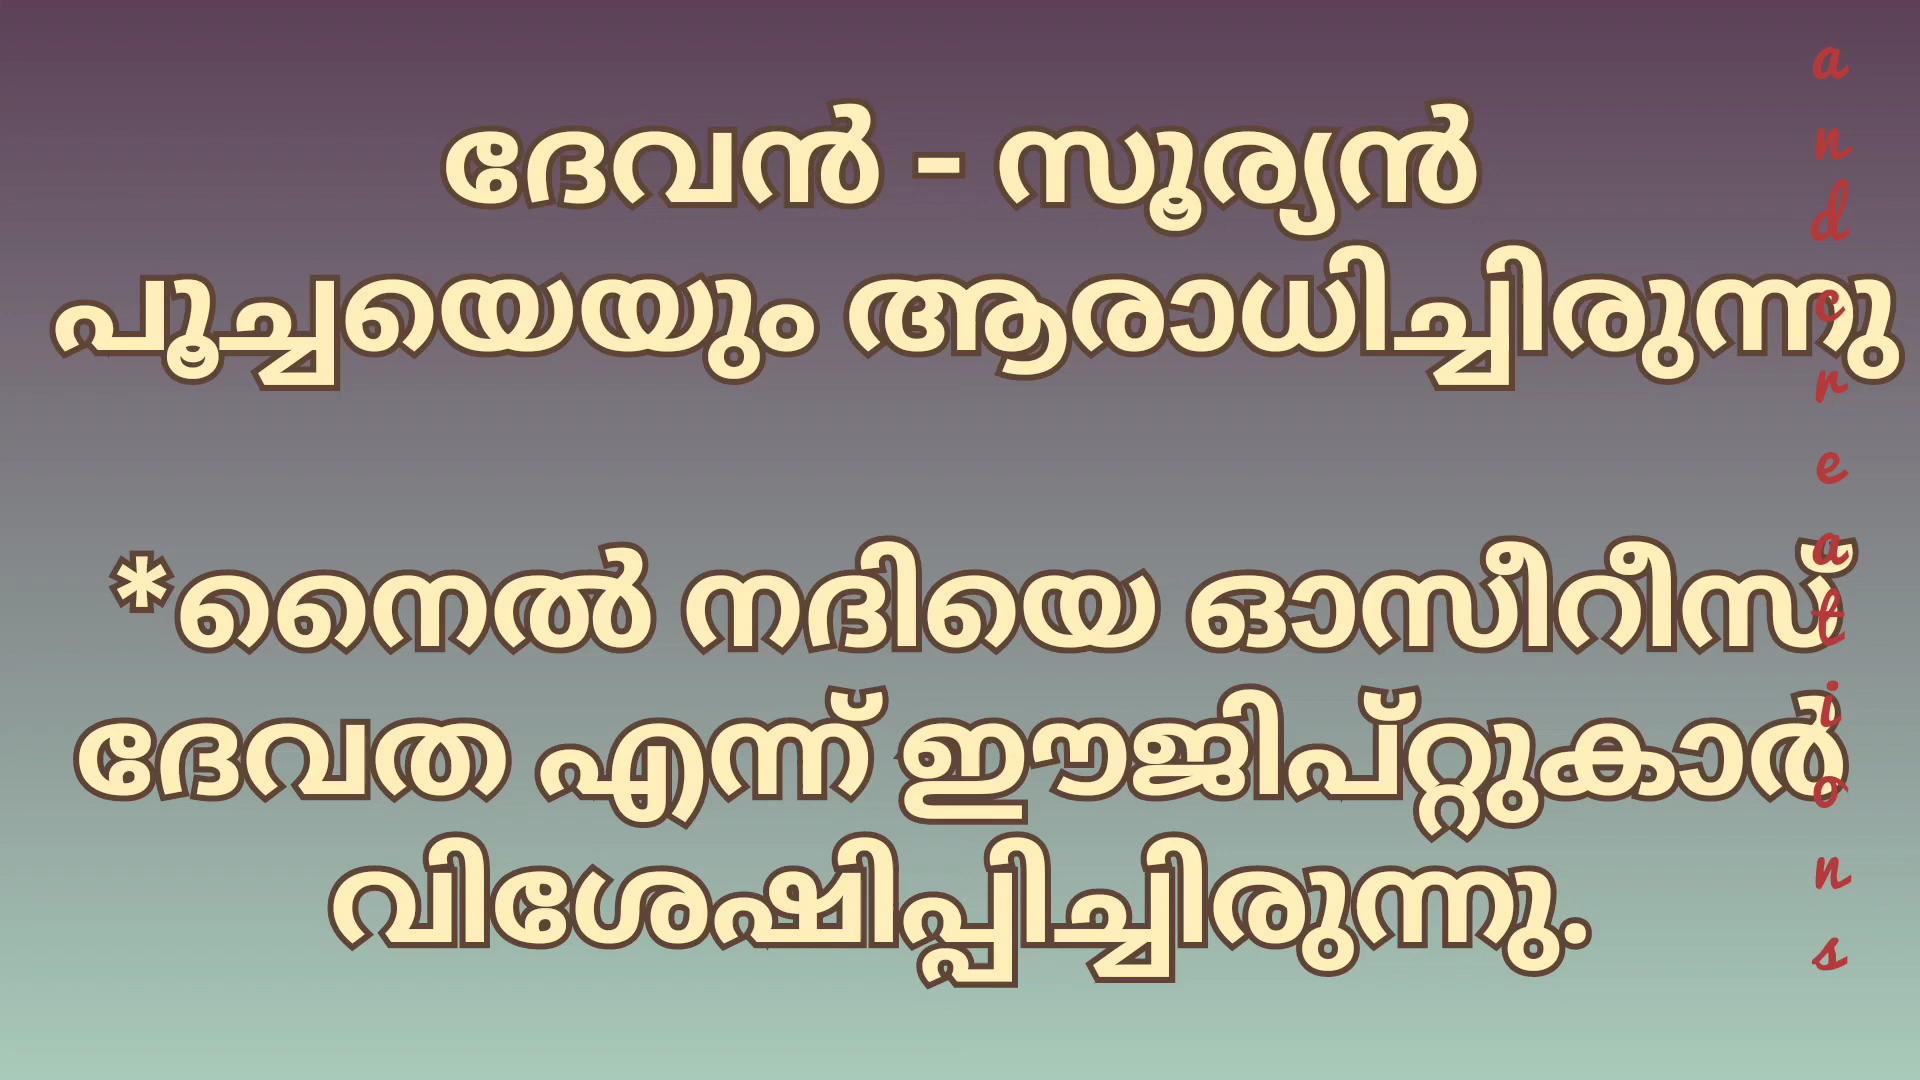 ദേവൻ - സൂര്യൻ
പൂച്ചയെയും ആരാധിച്ചിരുന്നു
*നൈൽ നദിയെ ഓസീറീസ്
ദേവത എന്ന് ഈജിപ്റ്റുകാർ
വിശേഷിപ്പിച്ചിരുന്നു.
andcreations